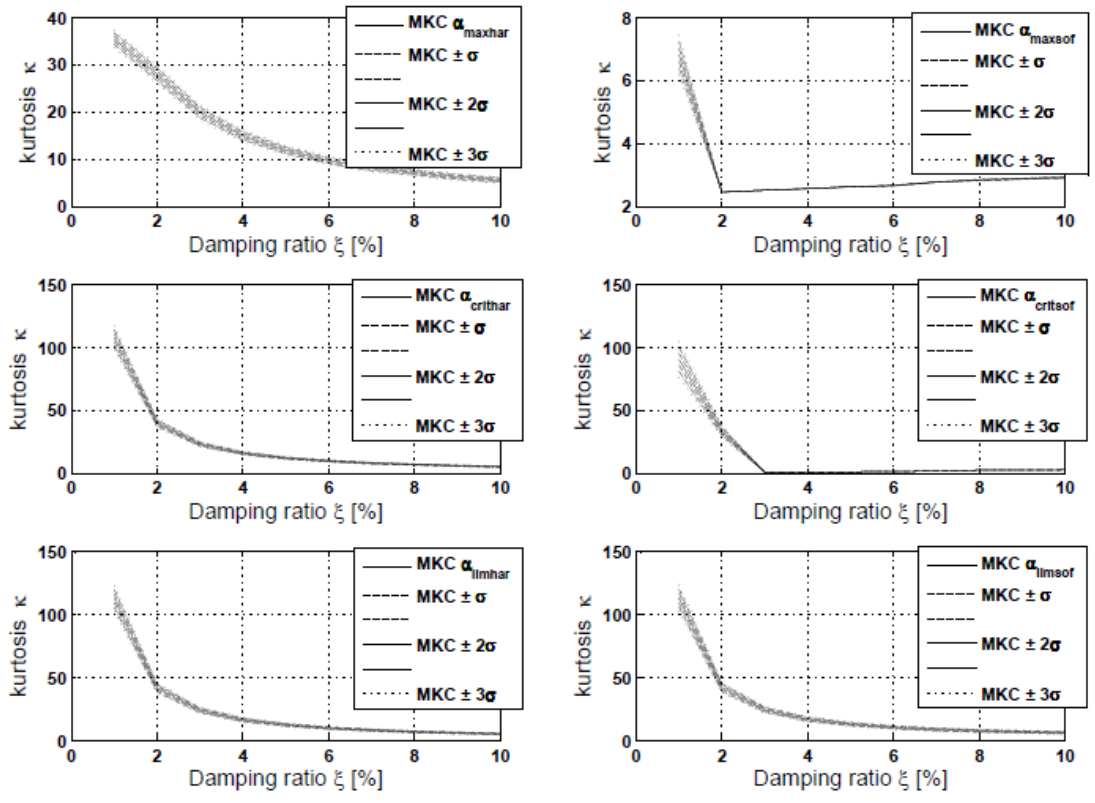 kurtosis κ
40
30
20
10
0
0 2 4 6 8 10
Damping ratio ξ [%]
MKC α_maxhar
MKC ± σ
MKC ± 2σ
MKC ± 3σ
kurtosis κ
8
6
4
2
0 2 4 6 8 10
Damping ratio ξ [%]
MKC α_maxsof
MKC ± σ
MKC ± 2σ
MKC ± 3σ
kurtosis κ
150
100
50
0
0 2 4 6 8 10
Damping ratio ξ [%]
MKC α_crithar
MKC ± σ
MKC ± 2σ
MKC ± 3σ
kurtosis κ
150
100
50
0
0 2 4 6 8 10
Damping ratio ξ [%]
MKC α_critsof
MKC ± σ
MKC ± 2σ
MKC ± 3σ
kurtosis κ
150
100
50
0
0 2 4 6 8 10
Damping ratio ξ [%]
MKC α_limhar
MKC ± σ
MKC ± 2σ
MKC ± 3σ
kurtosis κ
150
100
50
0
0 2 4 6 8 10
Damping ratio ξ [%]
MKC α_limsof
MKC ± σ
MKC ± 2σ
MKC ± 3σ